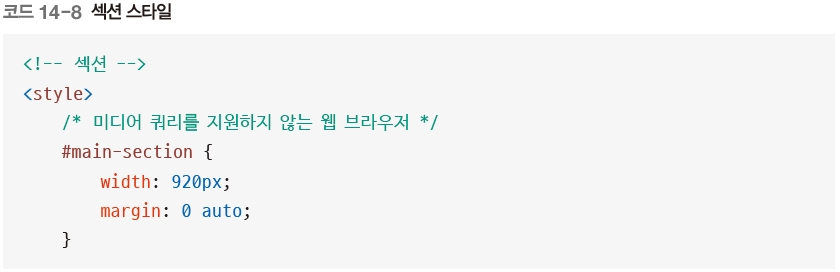 코드 14-8 섹션 스타일
<!-- 섹션 -->
<style>
    /* 미디어 쿼리를 지원하지 않는 웹 브라우저 */
    #main-section {
        width: 920px;
        margin: 0 auto;
    }